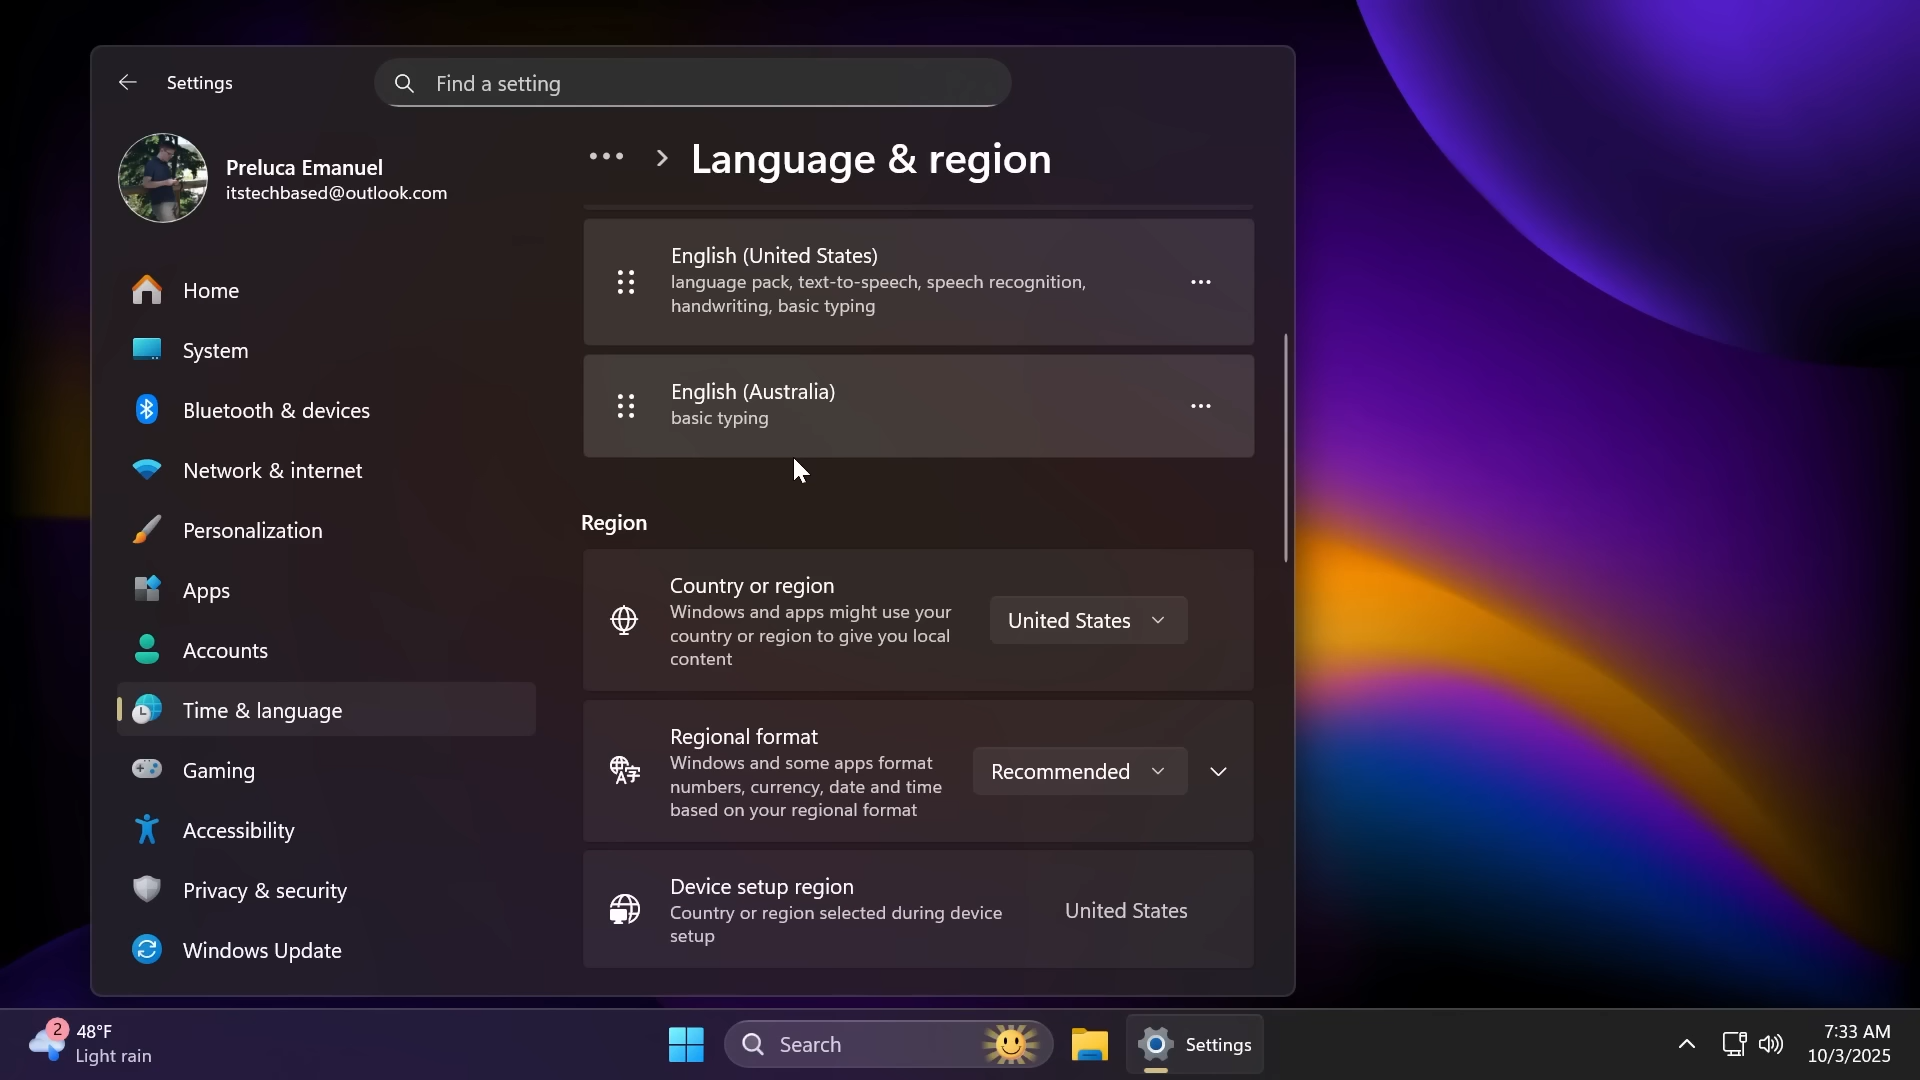 Settings
Find a setting
Preluca Emanuel
itstechbased@outlook.com
Home
System
Bluetooth & devices
Network & internet
Personalization
Apps
Accounts
Time & language
Gaming
Accessibility
Privacy & security
Windows Update
Language & region
English (United States)
language pack, text-to-speech, speech recognition,
handwriting, basic typing
English (Australia)
basic typing
Region
Country or region
Windows and apps might use your
country or region to give you local
content
United States
Regional format
Windows and some apps format
numbers, currency, date and time
based on your regional format
Recommended
Device setup region
Country or region selected during device
setup
United States
2
48°F
Light rain
Search
Settings
7:33 AM
10/3/2025